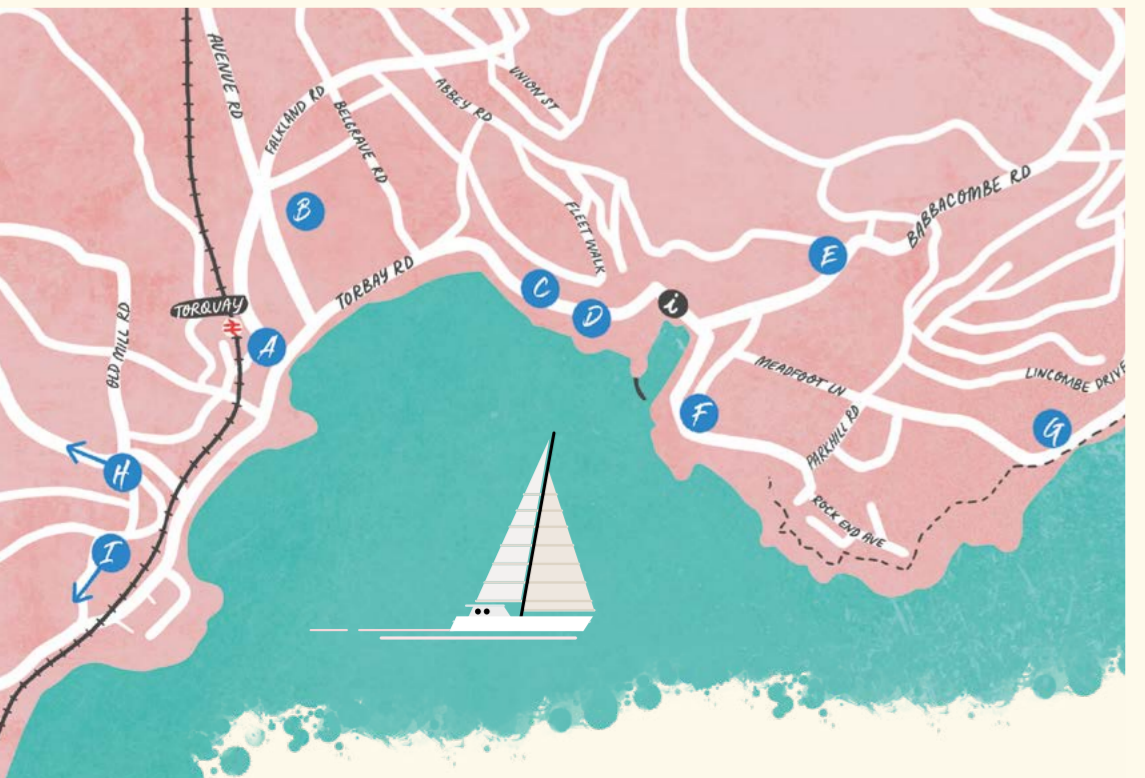 AVENUE RD
FALKLAND RD
BELGRAVE RD
ABBEY RD
UNION ST
B
FLEET WALK
BABBACOMBE RD
E
TORBAY RD
C
D
i
TORQUAY
A
OLD MILL RD
MEADFOOT LN
LINCOMBE DRIVE
F
PARKHILL RD
G
H
ROCK END AVE
I